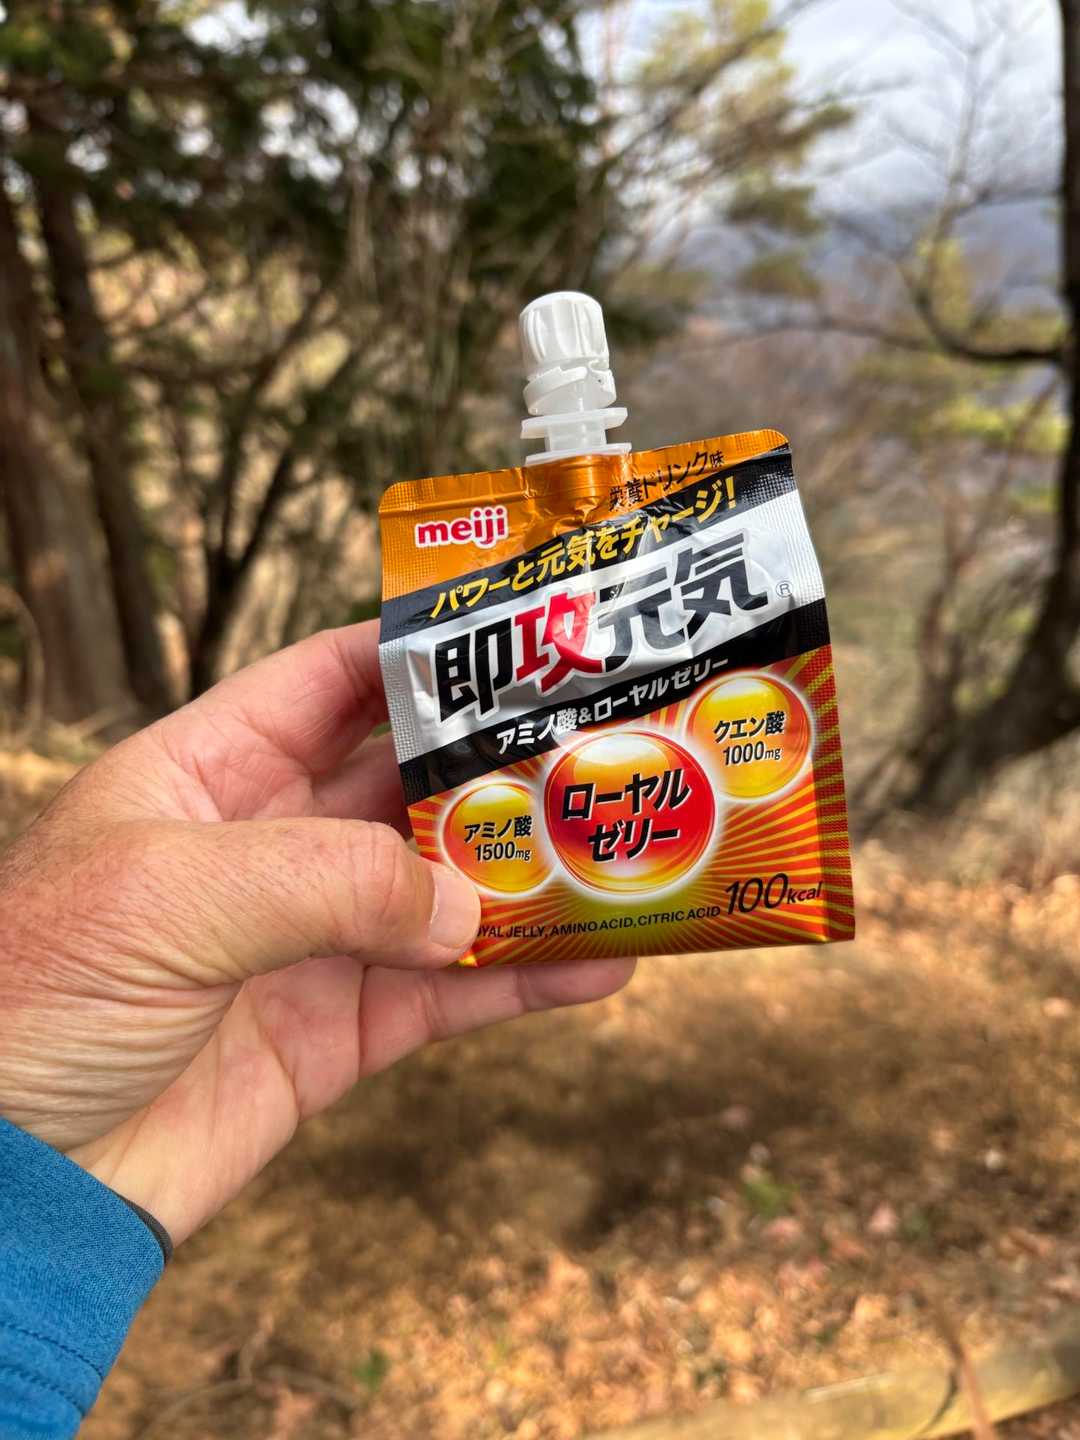 栄養ドリンク味
meiji
パワーと元気をチャージ!
即攻元気®
アミノ酸&ローヤルゼリー
クエン酸
1000mg
ローヤル
ゼリー
アミノ酸
1500mg
100kcal
JELLY, AMINO ACID, CITRIC ACID